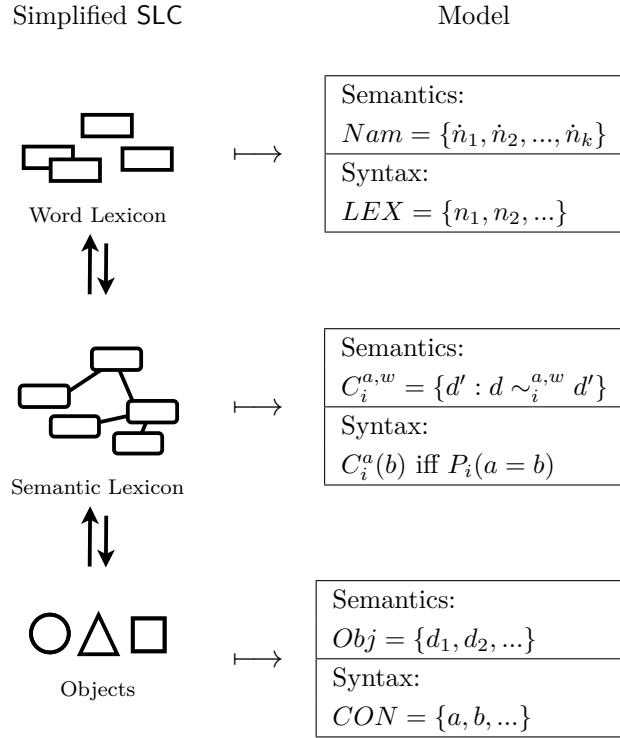 Simplified SLC Model
Semantics:
Nam = {ṅ₁, ṅ₂, ..., ṅₖ}
Syntax:
LEX = {n₁, n₂, ...}
Word Lexicon
Semantics:
C_i^{a,w} = {d′ : d ∼_i^{a,w} d′}
Syntax:
C_i^a(b) iff P_i(a = b)
Semantic Lexicon
Semantics:
Obj = {d₁, d₂, ...}
Syntax:
CON = {a, b, ...}
Objects